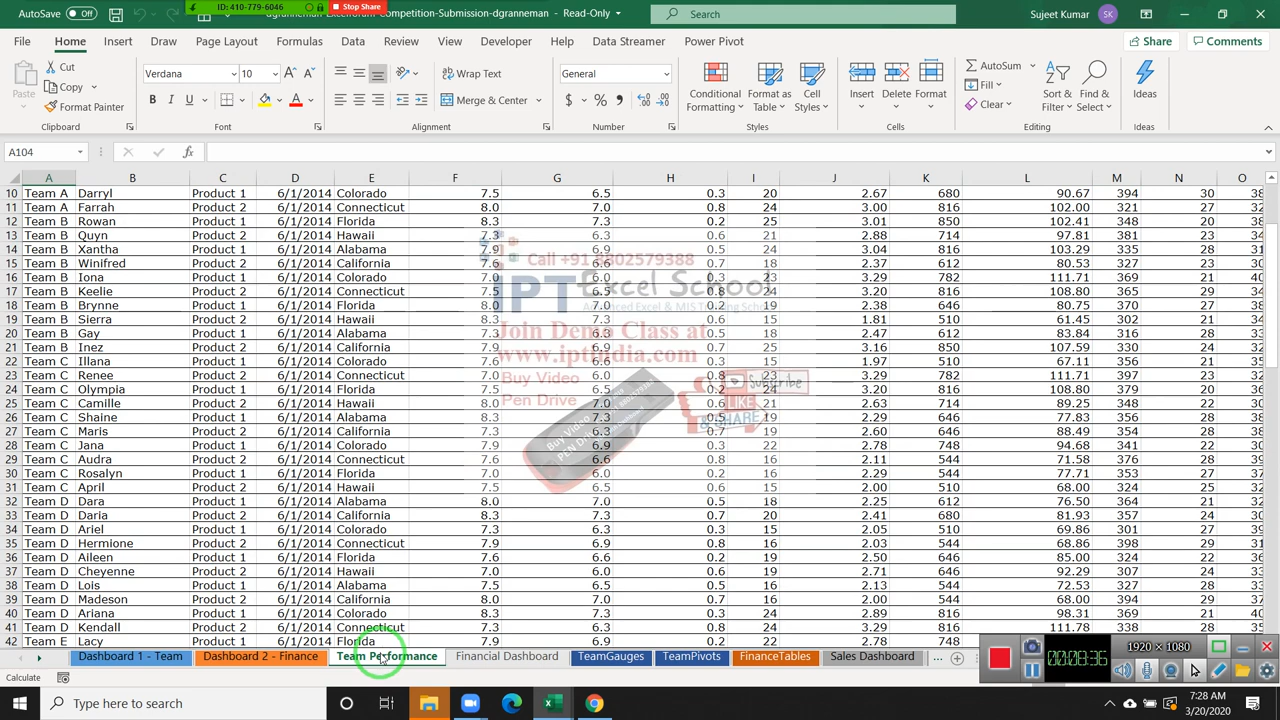 AutoSave Off ID: 410-779-6046 Stop Share dgranneman-Excelforum-Competition-Submission-dgranneman - Read-Only Search Sujeet Kumar SK
File Home Insert Draw Page Layout Formulas Data Review View Developer Help Data Streamer Power Pivot Share Comments
Paste Cut Copy Format Painter Verdana 10 B I U A Wrap Text Merge & Center General $ % , Conditional Formatting Format as Table Cell Styles Insert Delete Format AutoSum Fill Clear Sort & Filter Find & Select Ideas
Clipboard Font Alignment Number Styles Cells Editing Ideas
A104 fx
A B C D E F G H I J K L M N O
10 Team A Darryl Product 1 6/1/2014 Colorado 7.5 6.5 0.3 20 2.67 680 90.67 394 30 38
11 Team A Farrah Product 2 6/1/2014 Connecticut 8.0 7.0 0.8 24 3.00 816 102.00 321 27 32
12 Team B Rowan Product 1 6/1/2014 Florida 8.3 7.3 0.2 25 3.01 850 102.41 348 20 38
13 Team B Quyn Product 2 6/1/2014 Hawaii 7.3 6.3 0.6 21 2.88 714 97.81 381 23 34
14 Team B Xantha Product 1 6/1/2014 Alabama 7.9 6.9 0.5 24 3.04 816 103.29 335 28 31
15 Team B Winifred Product 2 6/1/2014 California 7.6 6.6 0.7 18 2.37 612 80.53 327 23 30
16 Team B Iona Product 1 6/1/2014 Colorado 7.0 6.0 0.3 23 3.29 782 111.71 369 21 40
17 Team B Keelie Product 2 6/1/2014 Connecticut 7.5 6.5 0.8 24 3.20 816 108.80 365 29 34
18 Team B Brynne Product 1 6/1/2014 Florida 8.0 7.0 0.2 19 2.38 646 80.75 370 27 37
19 Team B Sierra Product 2 6/1/2014 Hawaii 8.3 7.3 0.6 15 1.81 510 61.45 302 21 34
20 Team B Gay Product 1 6/1/2014 Alabama 7.3 6.3 0.5 18 2.47 612 83.84 316 28 33
21 Team B Inez Product 2 6/1/2014 California 7.9 6.9 0.7 25 3.16 850 107.59 330 24 32
22 Team C Illana Product 1 6/1/2014 Colorado 7.6 6.6 0.3 15 1.97 510 67.11 356 21 35
23 Team C Renee Product 2 6/1/2014 Connecticut 7.0 6.0 0.8 23 3.29 782 111.71 397 22 39
24 Team C Olympia Product 1 6/1/2014 Florida 7.5 6.5 0.2 24 3.20 816 108.80 379 20 36
25 Team C Camille Product 2 6/1/2014 Hawaii 8.0 7.0 0.6 21 2.63 714 89.25 348 22 32
26 Team C Shaine Product 1 6/1/2014 Alabama 8.3 7.3 0.5 19 2.29 646 77.83 356 22 34
27 Team C Maris Product 2 6/1/2014 California 7.3 6.3 0.7 19 2.60 646 88.49 354 22 33
28 Team C Jana Product 1 6/1/2014 Colorado 7.9 6.9 0.3 22 2.78 748 94.68 341 22 30
29 Team C Audra Product 2 6/1/2014 Connecticut 7.6 6.6 0.8 16 2.11 544 71.58 376 28 38
30 Team C Rosalyn Product 1 6/1/2014 Florida 7.0 6.0 0.2 16 2.29 544 77.71 353 27 33
31 Team C April Product 2 6/1/2014 Hawaii 7.5 6.5 0.6 15 2.00 510 68.00 324 25 30
32 Team D Dara Product 1 6/1/2014 Alabama 8.0 7.0 0.5 18 2.25 612 76.50 364 21 32
33 Team D Daria Product 2 6/1/2014 California 8.3 7.3 0.7 20 2.41 680 81.93 357 24 30
34 Team D Ariel Product 1 6/1/2014 Colorado 7.3 6.3 0.3 15 2.05 510 69.86 301 27 39
35 Team D Hermione Product 2 6/1/2014 Connecticut 7.9 6.9 0.8 16 2.03 544 68.86 398 29 31
36 Team D Aileen Product 1 6/1/2014 Florida 7.6 6.6 0.2 19 2.50 646 85.00 324 22 33
37 Team D Cheyenne Product 2 6/1/2014 Hawaii 7.0 6.0 0.6 19 2.71 646 92.29 307 24 33
38 Team D Lois Product 1 6/1/2014 Alabama 7.5 6.5 0.5 16 2.13 544 72.53 327 28 33
39 Team D Madeson Product 2 6/1/2014 California 8.0 7.0 0.7 16 2.00 544 68.00 394 29 30
40 Team D Ariana Product 1 6/1/2014 Colorado 8.3 7.3 0.3 24 2.89 816 98.31 369 21 37
41 Team D Kendall Product 2 6/1/2014 Connecticut 7.3 6.3 0.8 24 3.29 816 111.78 364 28 35
42 Team E Lacy Product 1 6/1/2014 Florida 7.9 6.9 0.2 22 2.78 748
Call +91 8802579388
IPT Excel School
Advanced Excel & MIS Training School
Join Demo Class at
www.iptindia.com
Buy Video
Pen Drive
Subscribe
LIKE
& SHARE
Dashboard 1 - Team Dashboard 2 - Finance Team Performance Financial Dashboard TeamGauges TeamPivots FinanceTables Sales Dashboard ...
Calculate
00:08:36 1920 × 1080
Type here to search
7:28 AM
3/20/2020